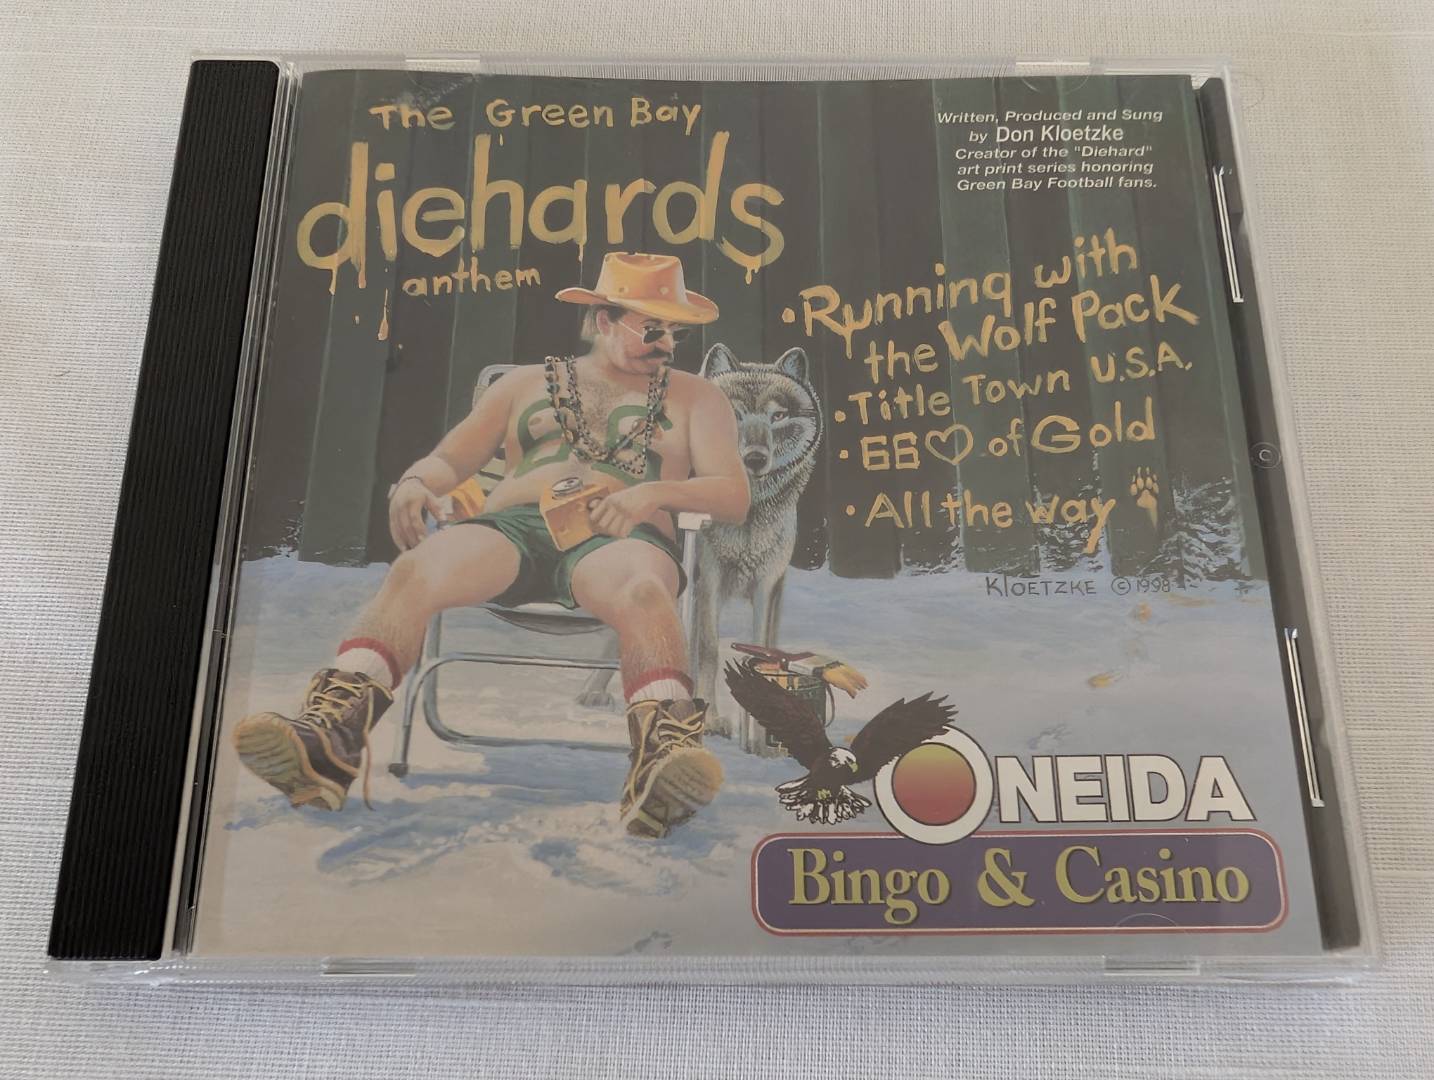 The Green Bay
diehards
anthem
Written, Produced and Sung
by Don Kloetzke
Creator of the "Diehard"
art print series honoring
Green Bay Football fans.
• Running with
the Wolf Pack
• Title Town U.S.A.
• GG♡ of Gold
• All the way
KLOETZKE © 1998
ONEIDA
Bingo & Casino